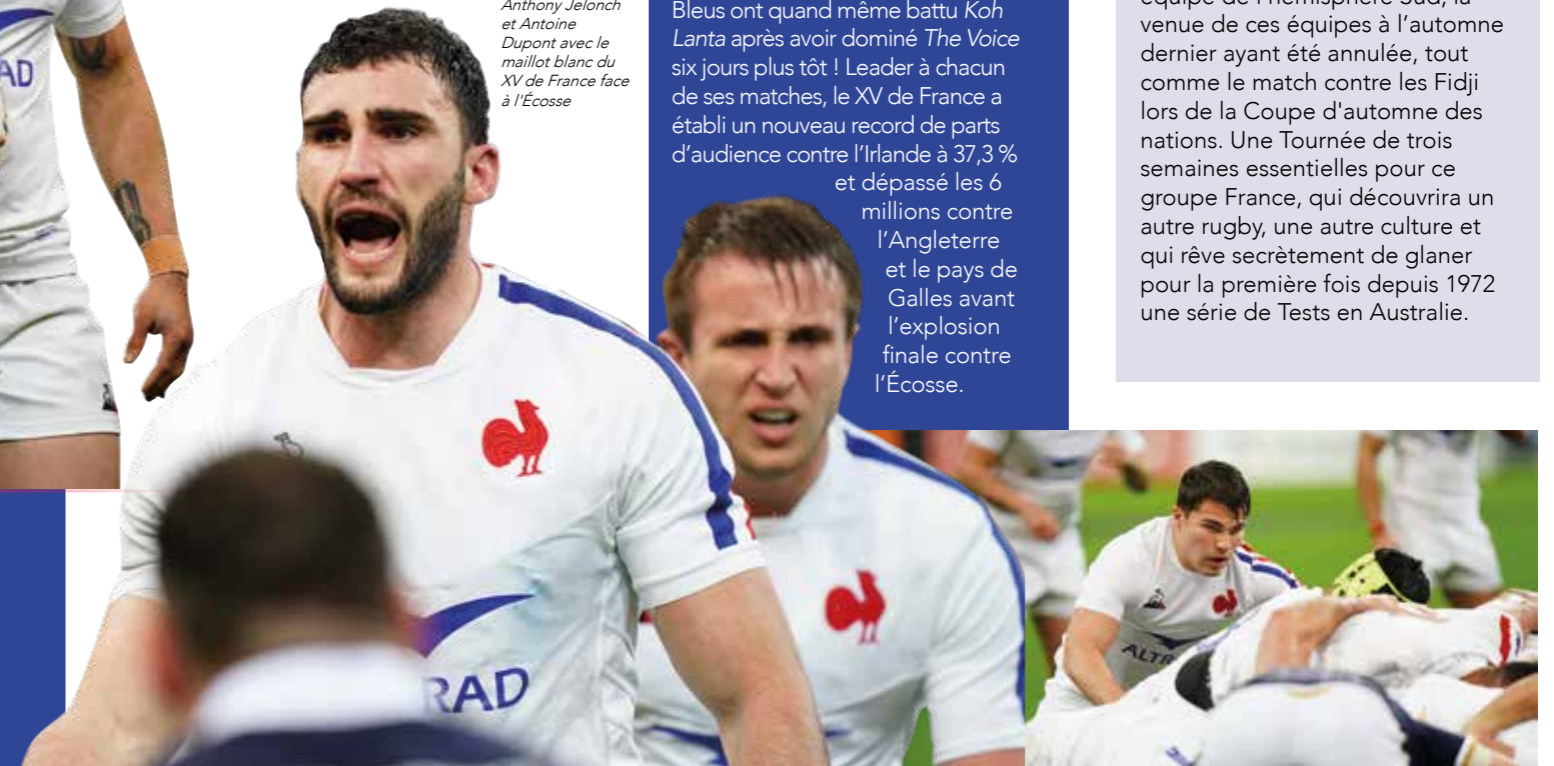 Anthony Jelonch
et Antoine
Dupont avec le
maillot blanc du
XV de France face
à l'Écosse
Bleus ont quand même battu Koh
Lanta après avoir dominé The Voice
six jours plus tôt ! Leader à chacun
de ses matches, le XV de France a
établi un nouveau record de parts
d’audience contre l’Irlande à 37,3 %
et dépassé les 6
millions contre
l’Angleterre
et le pays de
Galles avant
l’explosion
finale contre
l’Écosse.
équipe de l’hémisphère Sud, la
venue de ces équipes à l’automne
dernier ayant été annulée, tout
comme le match contre les Fidji
lors de la Coupe d'automne des
nations. Une Tournée de trois
semaines essentielles pour ce
groupe France, qui découvrira un
autre rugby, une autre culture et
qui rêve secrètement de glaner
pour la première fois depuis 1972
une série de Tests en Australie.
AD
RAD
ALTR